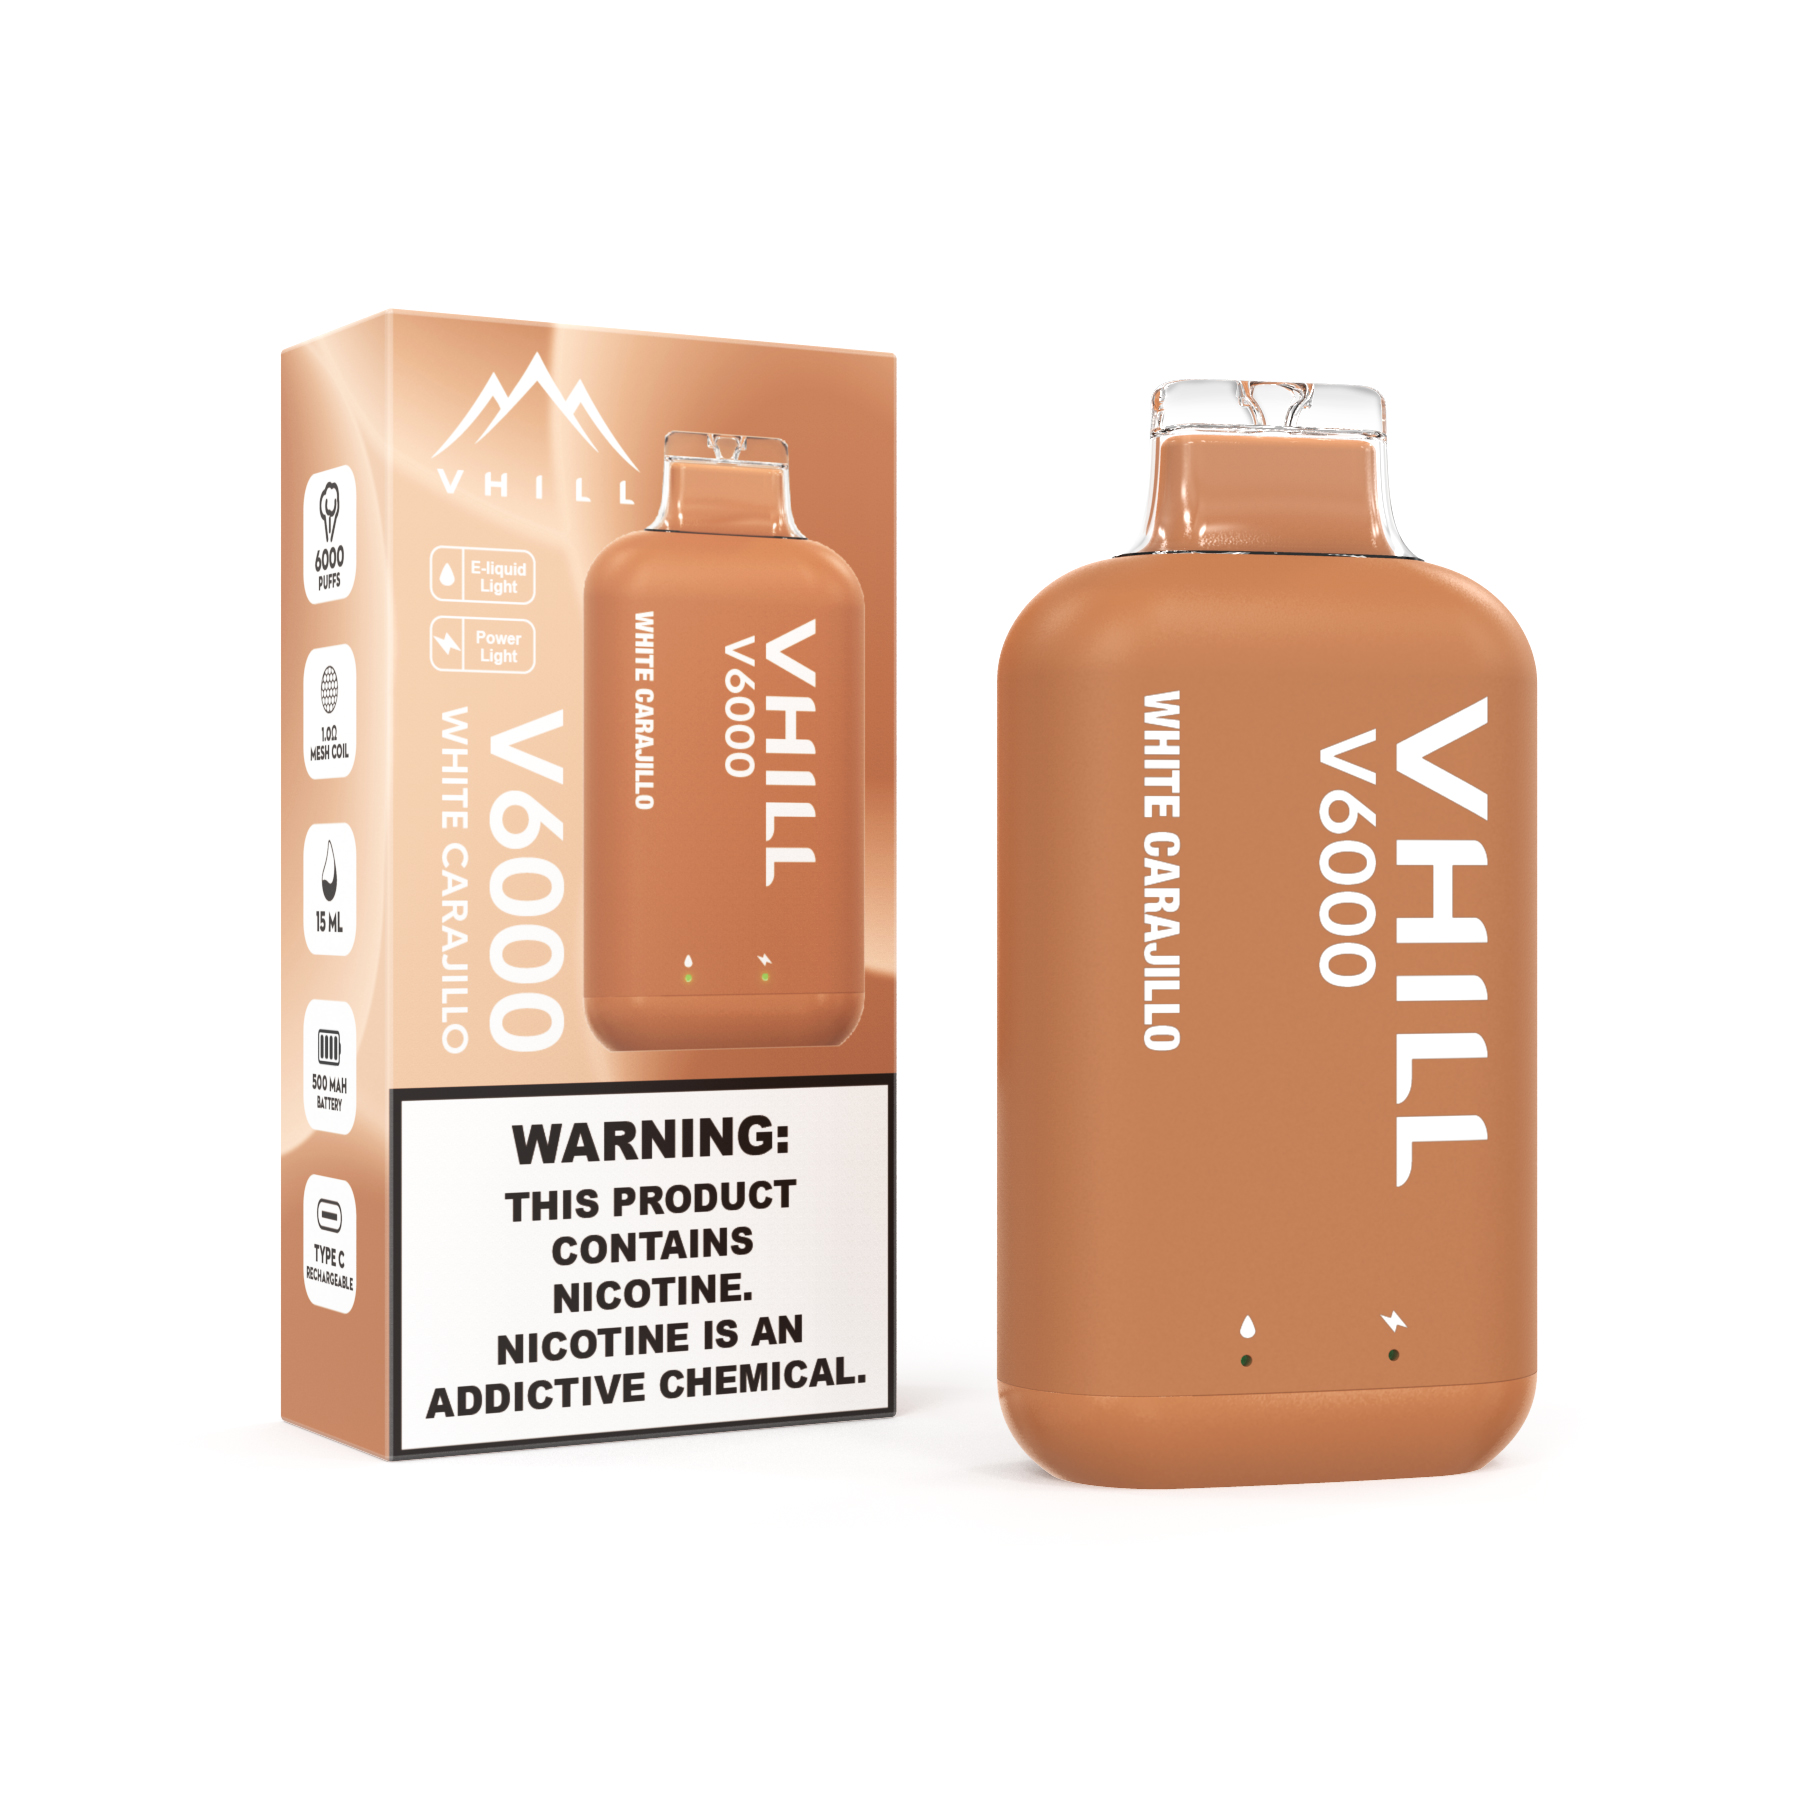 VHILL
E-liquid
Light
Power
Light
V6000
WHITE CARAJILLO
6000
PUFFS
1.0Ω
MESH COIL
15 ML
500 MAH
BATTERY
TYPE C
RECHARGEABLE
VHILL
V6000
WHITE CARAJILLO
WARNING:
THIS PRODUCT
CONTAINS
NICOTINE.
NICOTINE IS AN
ADDICTIVE CHEMICAL.
VHILL
V6000
WHITE CARAJILLO